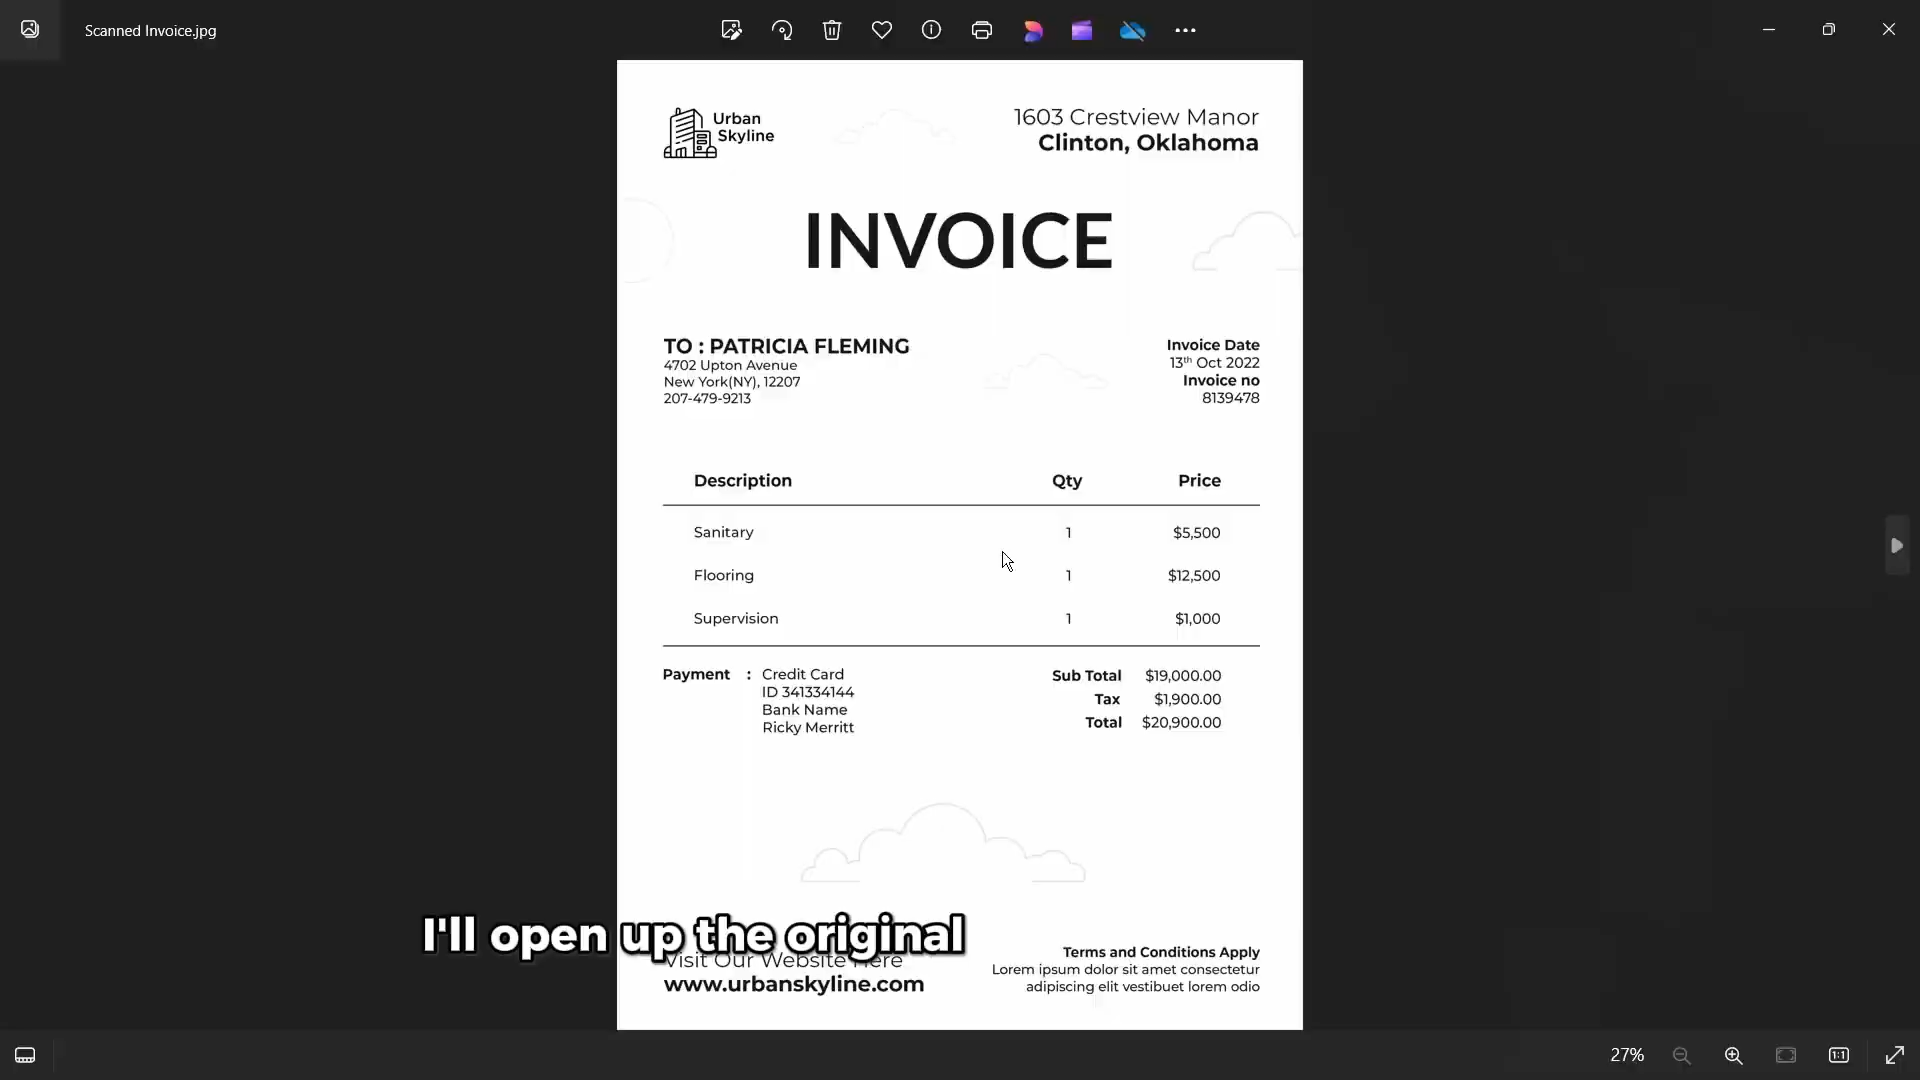 Scanned Invoice.jpg
Urban
Skyline
1603 Crestview Manor
Clinton, Oklahoma
INVOICE
TO : PATRICIA FLEMING
4702 Upton Avenue
New York(NY), 12207
207-479-9213
Invoice Date
13th Oct 2022
Invoice no
8139478
Description Qty Price
Sanitary 1 $5,500
Flooring 1 $12,500
Supervision 1 $1,000
Payment : Credit Card
ID 341334144
Bank Name
Ricky Merritt
Sub Total $19,000.00
Tax $1,900.00
Total $20,900.00
I'll open up the original
Visit Our Website Here
www.urbanskyline.com
Terms and Conditions Apply
Lorem ipsum dolor sit amet consectetur
adipiscing elit vestibuet lorem odio
27%
1:1